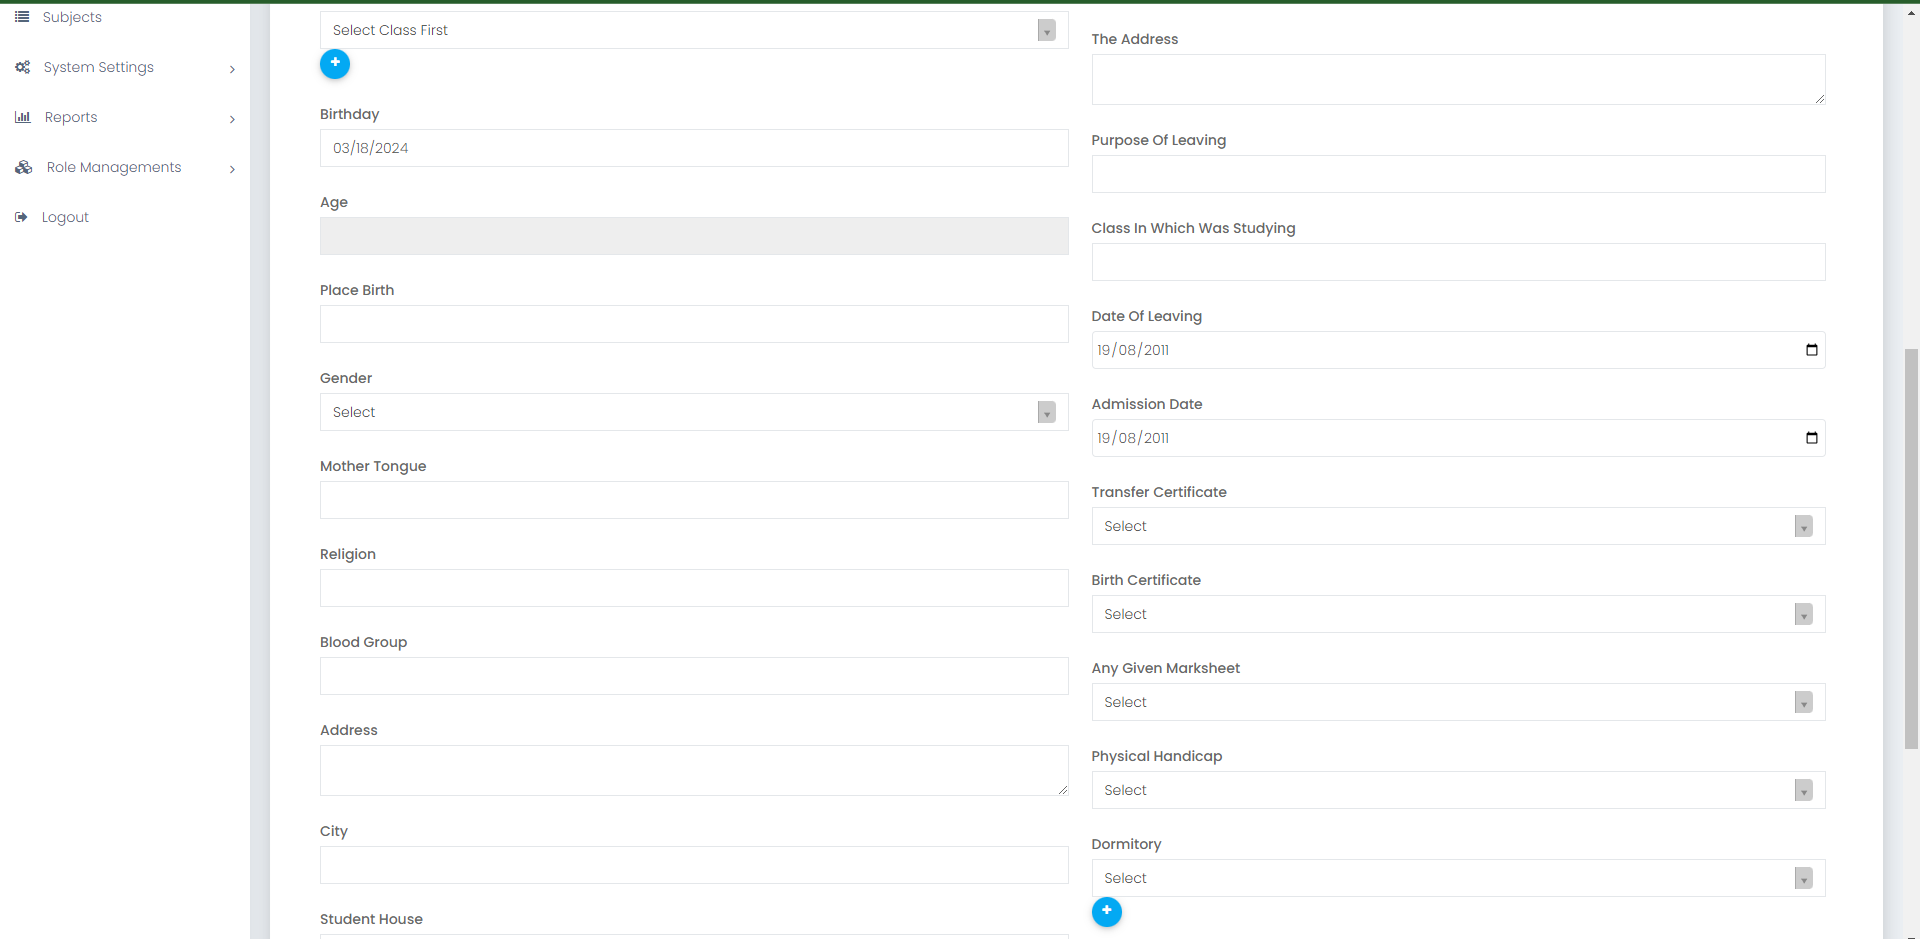 Subjects
System Settings
Reports
Role Managements
Logout
Select Class First
Birthday
03/18/2024
Age
Place Birth
Gender
Select
Mother Tongue
Religion
Blood Group
Address
City
Student House
The Address
Purpose Of Leaving
Class In Which Was Studying
Date Of Leaving
19/08/2011
Admission Date
19/08/2011
Transfer Certificate
Select
Birth Certificate
Select
Any Given Marksheet
Select
Physical Handicap
Select
Dormitory
Select